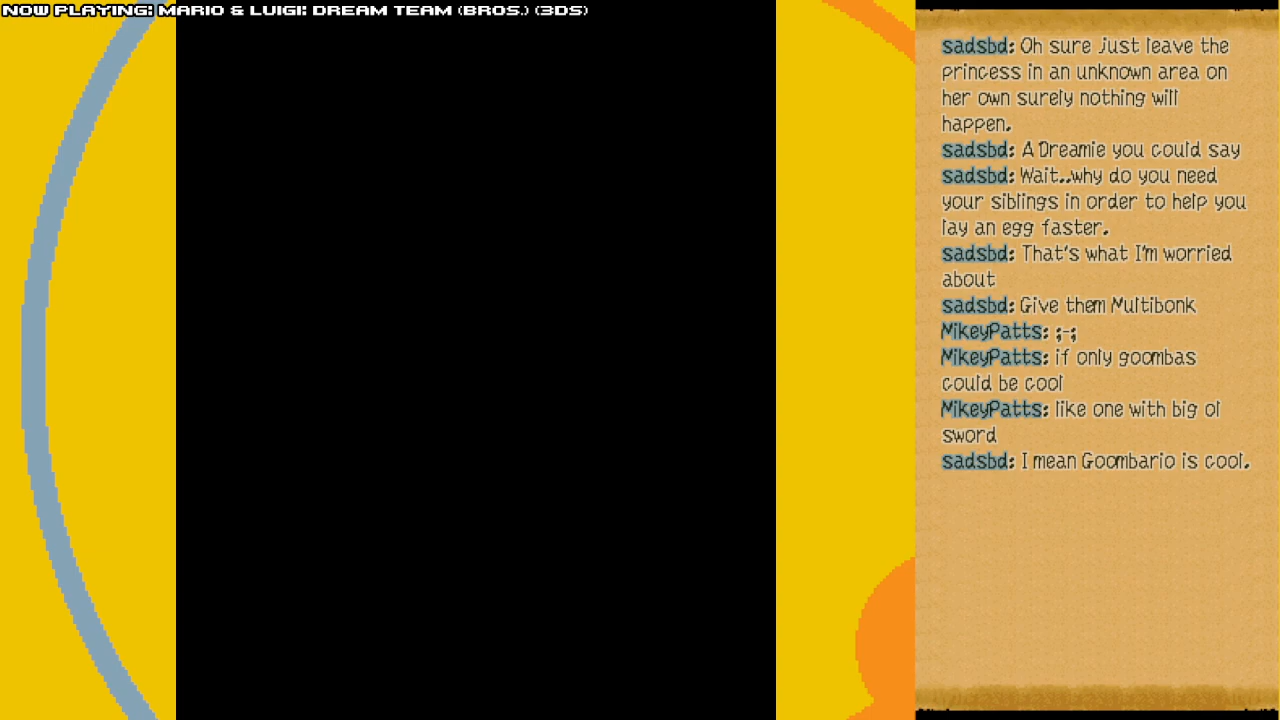 NOW PLAYING: MARIO & LUIGI: DREAM TEAM (BROS.) (3DS)
sadsbd: Oh sure just leave the
princess in an unknown area on
her own surely nothing will
happen.
sadsbd: A Dreamie you could say
sadsbd: Wait..why do you need
your siblings in order to help you
lay an egg faster.
sadsbd: That's what I'm worried
about
sadsbd: Give them Multibonk
MikeyPatts: ;-;
MikeyPatts: if only goombas
could be cool
MikeyPatts: like one with big ol
sword
sadsbd: I mean Goombario is cool.